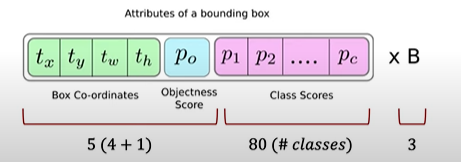 Attributes of a bounding box
t_x t_y t_w t_h p_o p_1 p_2 .... p_c x B
Box Co-ordinates Objectness Score Class Scores
5 (4 + 1) 80 (# classes) 3